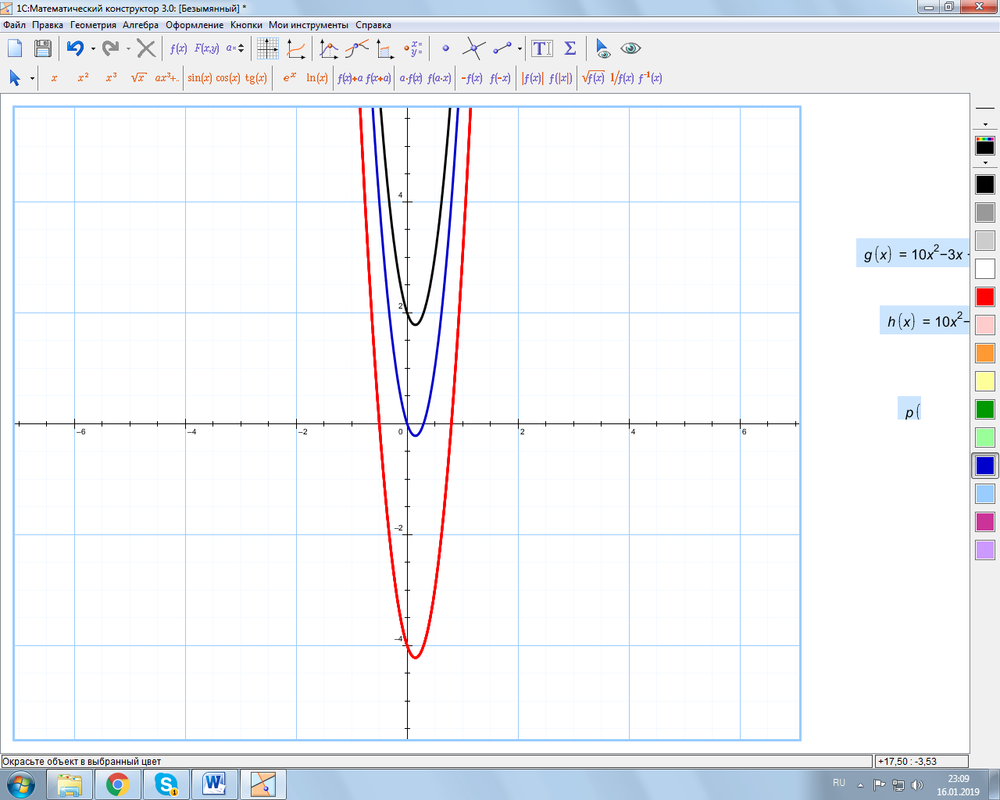 1С:Математический конструктор 3.0: [Безымянный] *
Файл Правка Геометрия Алгебра Оформление Кнопки Мои инструменты Справка
f(x) F(x,y) a= x= y= T Σ
x x² x³ √x ax³+.. sin(x) cos(x) tg(x) eˣ ln(x) f(x)+a f(x+a) a·f(x) f(a·x) -f(x) f(-x) |f(x)| f(|x|) √f(x) 1/f(x) f⁻¹(x)
4
g(x) = 10x²−3x
2
h(x) = 10x²−
p(
−6 −4 −2 0 2 4 6
−2
−4
Окрасьте объект в выбранный цвет +17,50 : -3,53
RU 23:09
16.01.2019